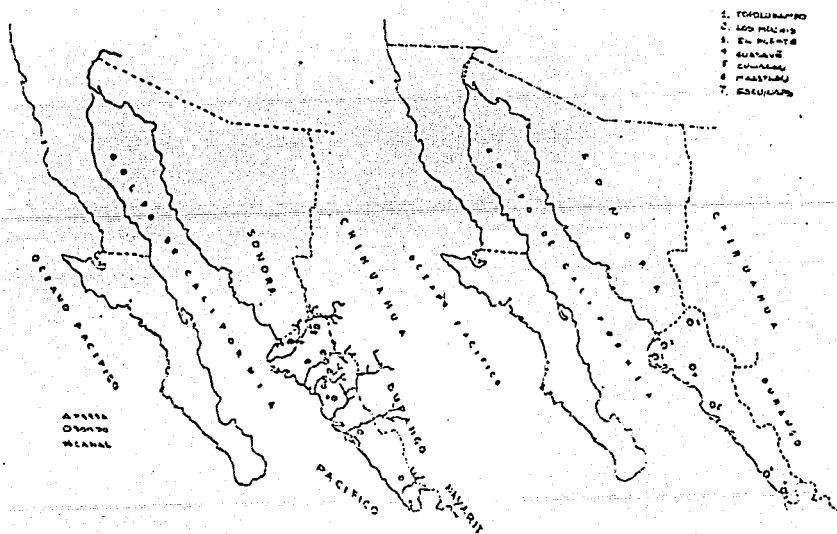 1. TOPOLOBAMPO
2. LOS MOCHIS
3. EL FUERTE
4 GUASAVE
5 CULIACAN
6 MAZATLAN
7. ESCUINAPA
GOLFO DE CALIFORNIA
SONORA
CHIHUAHUA
OCEANO PACIFICO
DURANGO
NAYARIT
PACIFICO
CANAL
GOLFO DE CALIFORNIA
SONORA
CHIHUAHUA
OCEANO PACIFICO
DURANGO